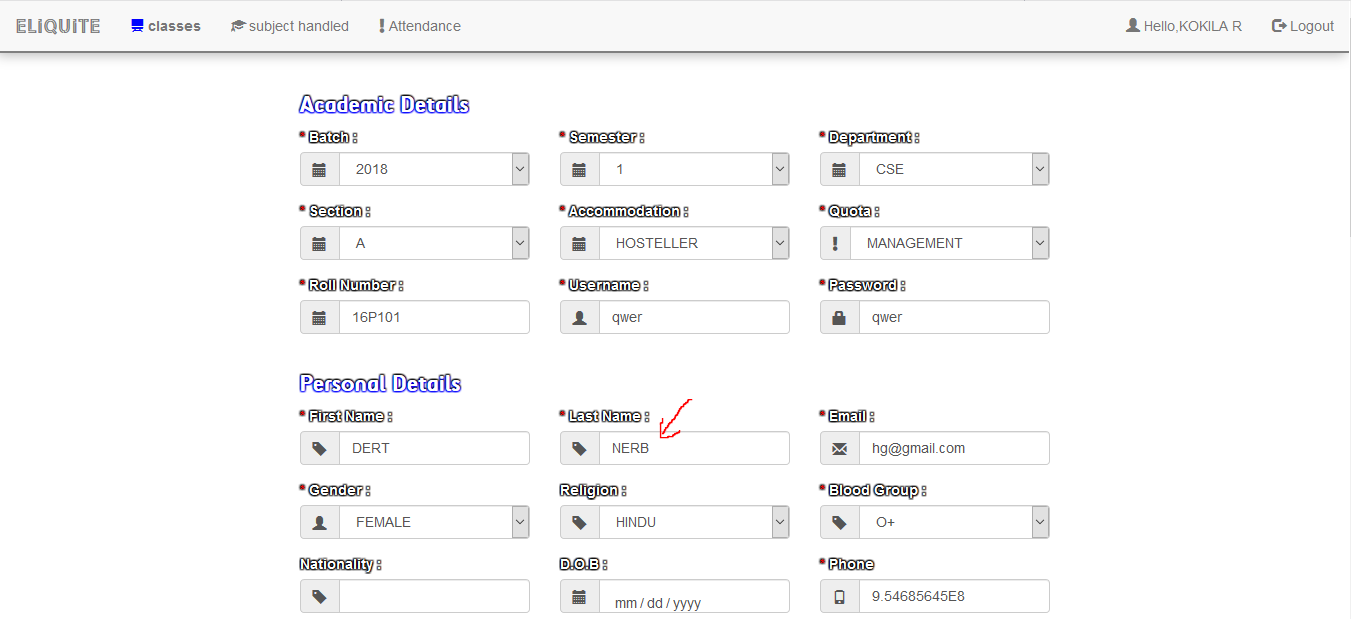 ELiQUiTE classes subject handled Attendance Hello,KOKILA R Logout
Academic Details
* Batch : * Semester : * Department :
2018 1 CSE
* Section : * Accommodation : * Quota :
A HOSTELLER MANAGEMENT
* Roll Number : * Username : * Password :
16P101 qwer qwer
Personal Details
* First Name : * Last Name : * Email :
DERT NERB hg@gmail.com
* Gender : Religion : * Blood Group :
FEMALE HINDU O+
Nationality : D.O.B : * Phone
mm / dd / yyyy 9.54685645E8